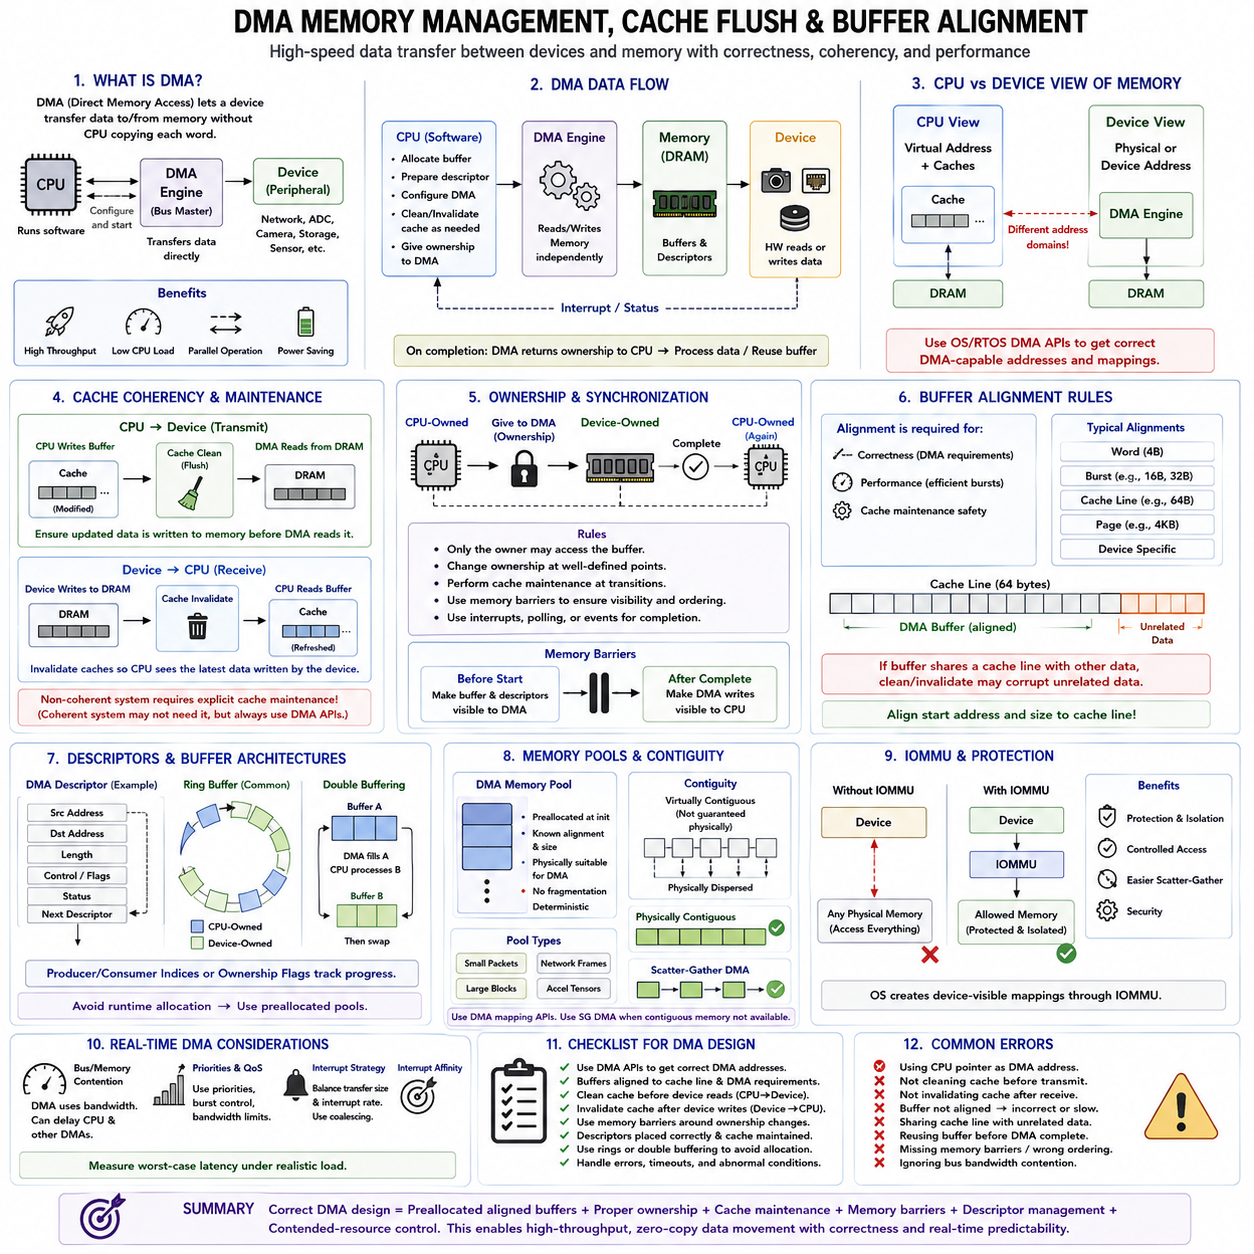 DMA MEMORY MANAGEMENT, CACHE FLUSH & BUFFER ALIGNMENT
High-speed data transfer between devices and memory with correctness, coherency, and performance
1. WHAT IS DMA?
DMA (Direct Memory Access) lets a device
transfer data to/from memory without
CPU copying each word.
CPU
Runs software
Configure
and start
DMA
Engine
(Bus Master)
Transfers data
directly
Device
(Peripheral)
Network, ADC,
Camera, Storage,
Sensor, etc.
Benefits
High Throughput
Low CPU Load
Parallel Operation
Power Saving
2. DMA DATA FLOW
CPU (Software)
• Allocate buffer
• Prepare descriptor
• Configure DMA
• Clean/Invalidate
cache as needed
• Give ownership
to DMA
DMA Engine
Reads/Writes
Memory
independently
Memory
(DRAM)
Buffers &
Descriptors
Device
HW reads or
writes data
Interrupt / Status
On completion: DMA returns ownership to CPU → Process data / Reuse buffer
3. CPU vs DEVICE VIEW OF MEMORY
CPU View
Virtual Address
+ Caches
Cache
...
DRAM
Different address
domains!
Device View
Physical or
Device Address
DMA Engine
DRAM
Use OS/RTOS DMA APIs to get correct
DMA-capable addresses and mappings.
4. CACHE COHERENCY & MAINTENANCE
CPU → Device (Transmit)
CPU Writes Buffer
Cache
...
(Modified)
Cache Clean
(Flush)
DMA Reads from DRAM
DRAM
Ensure updated data is written to memory before DMA reads it.
Device → CPU (Receive)
Device Writes to DRAM
DRAM
Cache Invalidate
CPU Reads Buffer
Cache
...
(Refreshed)
Invalidate caches so CPU sees the latest data written by the device.
Non-coherent system requires explicit cache maintenance!
(Coherent system may not need it, but always use DMA APIs.)
5. OWNERSHIP & SYNCHRONIZATION
CPU-Owned
CPU
Give to DMA
(Ownership)
Device-Owned
Complete
CPU-Owned
(Again)
CPU
Rules
• Only the owner may access the buffer.
• Change ownership at well-defined points.
• Perform cache maintenance at transitions.
• Use memory barriers to ensure visibility and ordering.
• Use interrupts, polling, or events for completion.
Memory Barriers
Before Start
Make buffer & descriptors
visible to DMA
After Complete
Make DMA writes
visible to CPU
6. BUFFER ALIGNMENT RULES
Alignment is required for:
Correctness (DMA requirements)
Performance (efficient bursts)
Cache maintenance safety
Typical Alignments
Word (4B)
Burst (e.g., 16B, 32B)
Cache Line (e.g., 64B)
Page (e.g., 4KB)
Device Specific
Cache Line (64 bytes)
DMA Buffer (aligned)
Unrelated
Data
If buffer shares a cache line with other data,
clean/invalidate may corrupt unrelated data.
Align start address and size to cache line!
7. DESCRIPTORS & BUFFER ARCHITECTURES
DMA Descriptor (Example)
Src Address
Dst Address
Length
Control / Flags
Status
Next Descriptor
Ring Buffer (Common)
CPU-Owned
Device-Owned
Double Buffering
Buffer A
DMA fills A
CPU processes B
Buffer B
Then swap
Producer/Consumer Indices or Ownership Flags track progress.
Avoid runtime allocation → Use preallocated pools.
8. MEMORY POOLS & CONTIGUITY
DMA Memory Pool
• Preallocated at init
• Known alignment
& size
• Physically suitable
for DMA
• No fragmentation
Deterministic
Pool Types
Small Packets
Network Frames
Large Blocks
Accel Tensors
Contiguity
Virtually Contiguous
(Not guaranteed
physically)
Physically Dispersed
Physically Contiguous
Scatter-Gather DMA
Use DMA mapping APIs. Use SG DMA when contiguous memory not available.
9. IOMMU & PROTECTION
Without IOMMU
Device
Any Physical Memory
(Access Everything)
With IOMMU
Device
IOMMU
Allowed Memory
(Protected & Isolated)
Benefits
Protection & Isolation
Controlled Access
Easier Scatter-Gather
Security
OS creates device-visible mappings through IOMMU.
10. REAL-TIME DMA CONSIDERATIONS
Bus/Memory
Contention
DMA uses bandwidth.
Can delay CPU &
other DMAs.
Priorities & QoS
Use priorities,
burst control,
bandwidth limits.
Interrupt Strategy
Balance transfer size
& interrupt rate.
Use coalescing.
Interrupt Affinity
Measure worst-case latency under realistic load.
11. CHECKLIST FOR DMA DESIGN
Use DMA APIs to get correct DMA addresses.
Buffers aligned to cache line & DMA requirements.
Clean cache before device reads (CPU→Device).
Invalidate cache after device writes (Device→CPU).
Use memory barriers around ownership changes.
Descriptors placed correctly & cache maintained.
Use rings or double buffering to avoid allocation.
Handle errors, timeouts, and abnormal conditions.
12. COMMON ERRORS
Using CPU pointer as DMA address.
Not cleaning cache before transmit.
Not invalidating cache after receive.
Buffer not aligned → incorrect or slow.
Sharing cache line with unrelated data.
Reusing buffer before DMA complete.
Missing memory barriers / wrong ordering.
Ignoring bus bandwidth contention.
SUMMARY
Correct DMA design = Preallocated aligned buffers + Proper ownership + Cache maintenance + Memory barriers + Descriptor management +
Contended-resource control. This enables high-throughput, zero-copy data movement with correctness and real-time predictability.